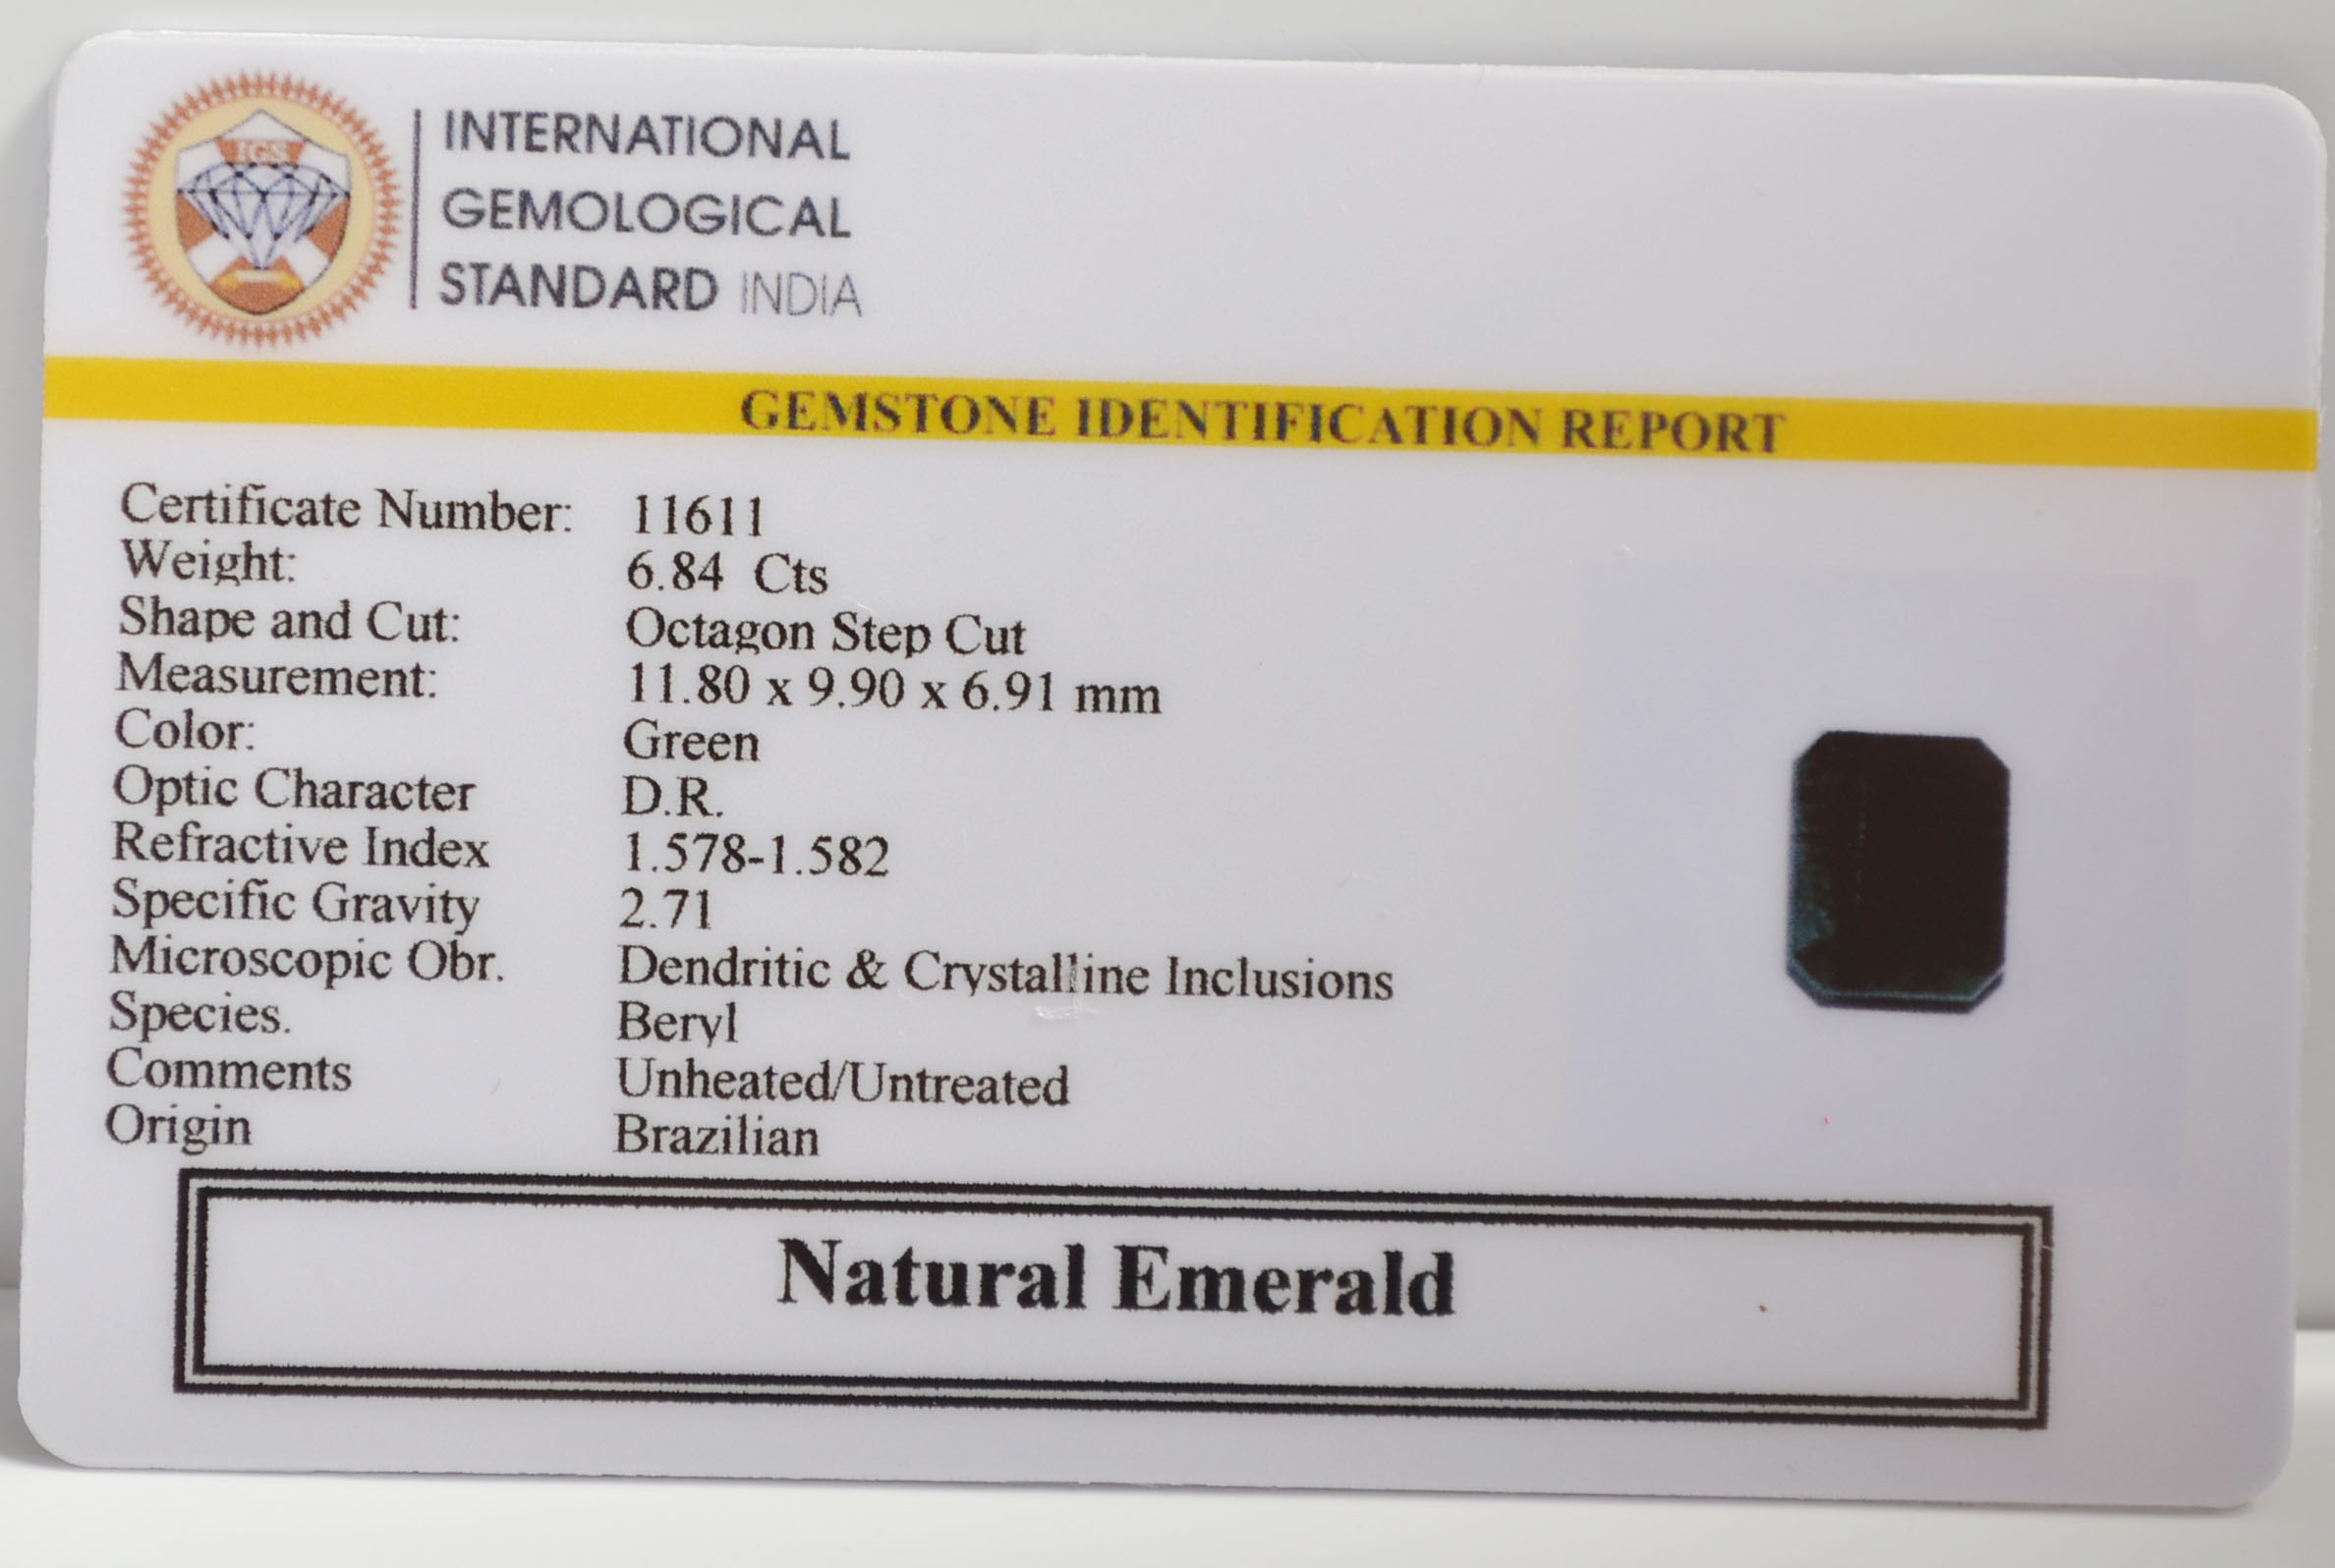 IGS
INTERNATIONAL
GEMOLOGICAL
STANDARD INDIA
GEMSTONE IDENTIFICATION REPORT
Certificate Number: 11611
Weight: 6.84 Cts
Shape and Cut: Octagon Step Cut
Measurement: 11.80 x 9.90 x 6.91 mm
Color: Green
Optic Character D.R.
Refractive Index 1.578-1.582
Specific Gravity 2.71
Microscopic Obr. Dendritic & Crystalline Inclusions
Species. Beryl
Comments Unheated/Untreated
Origin Brazilian
Natural Emerald